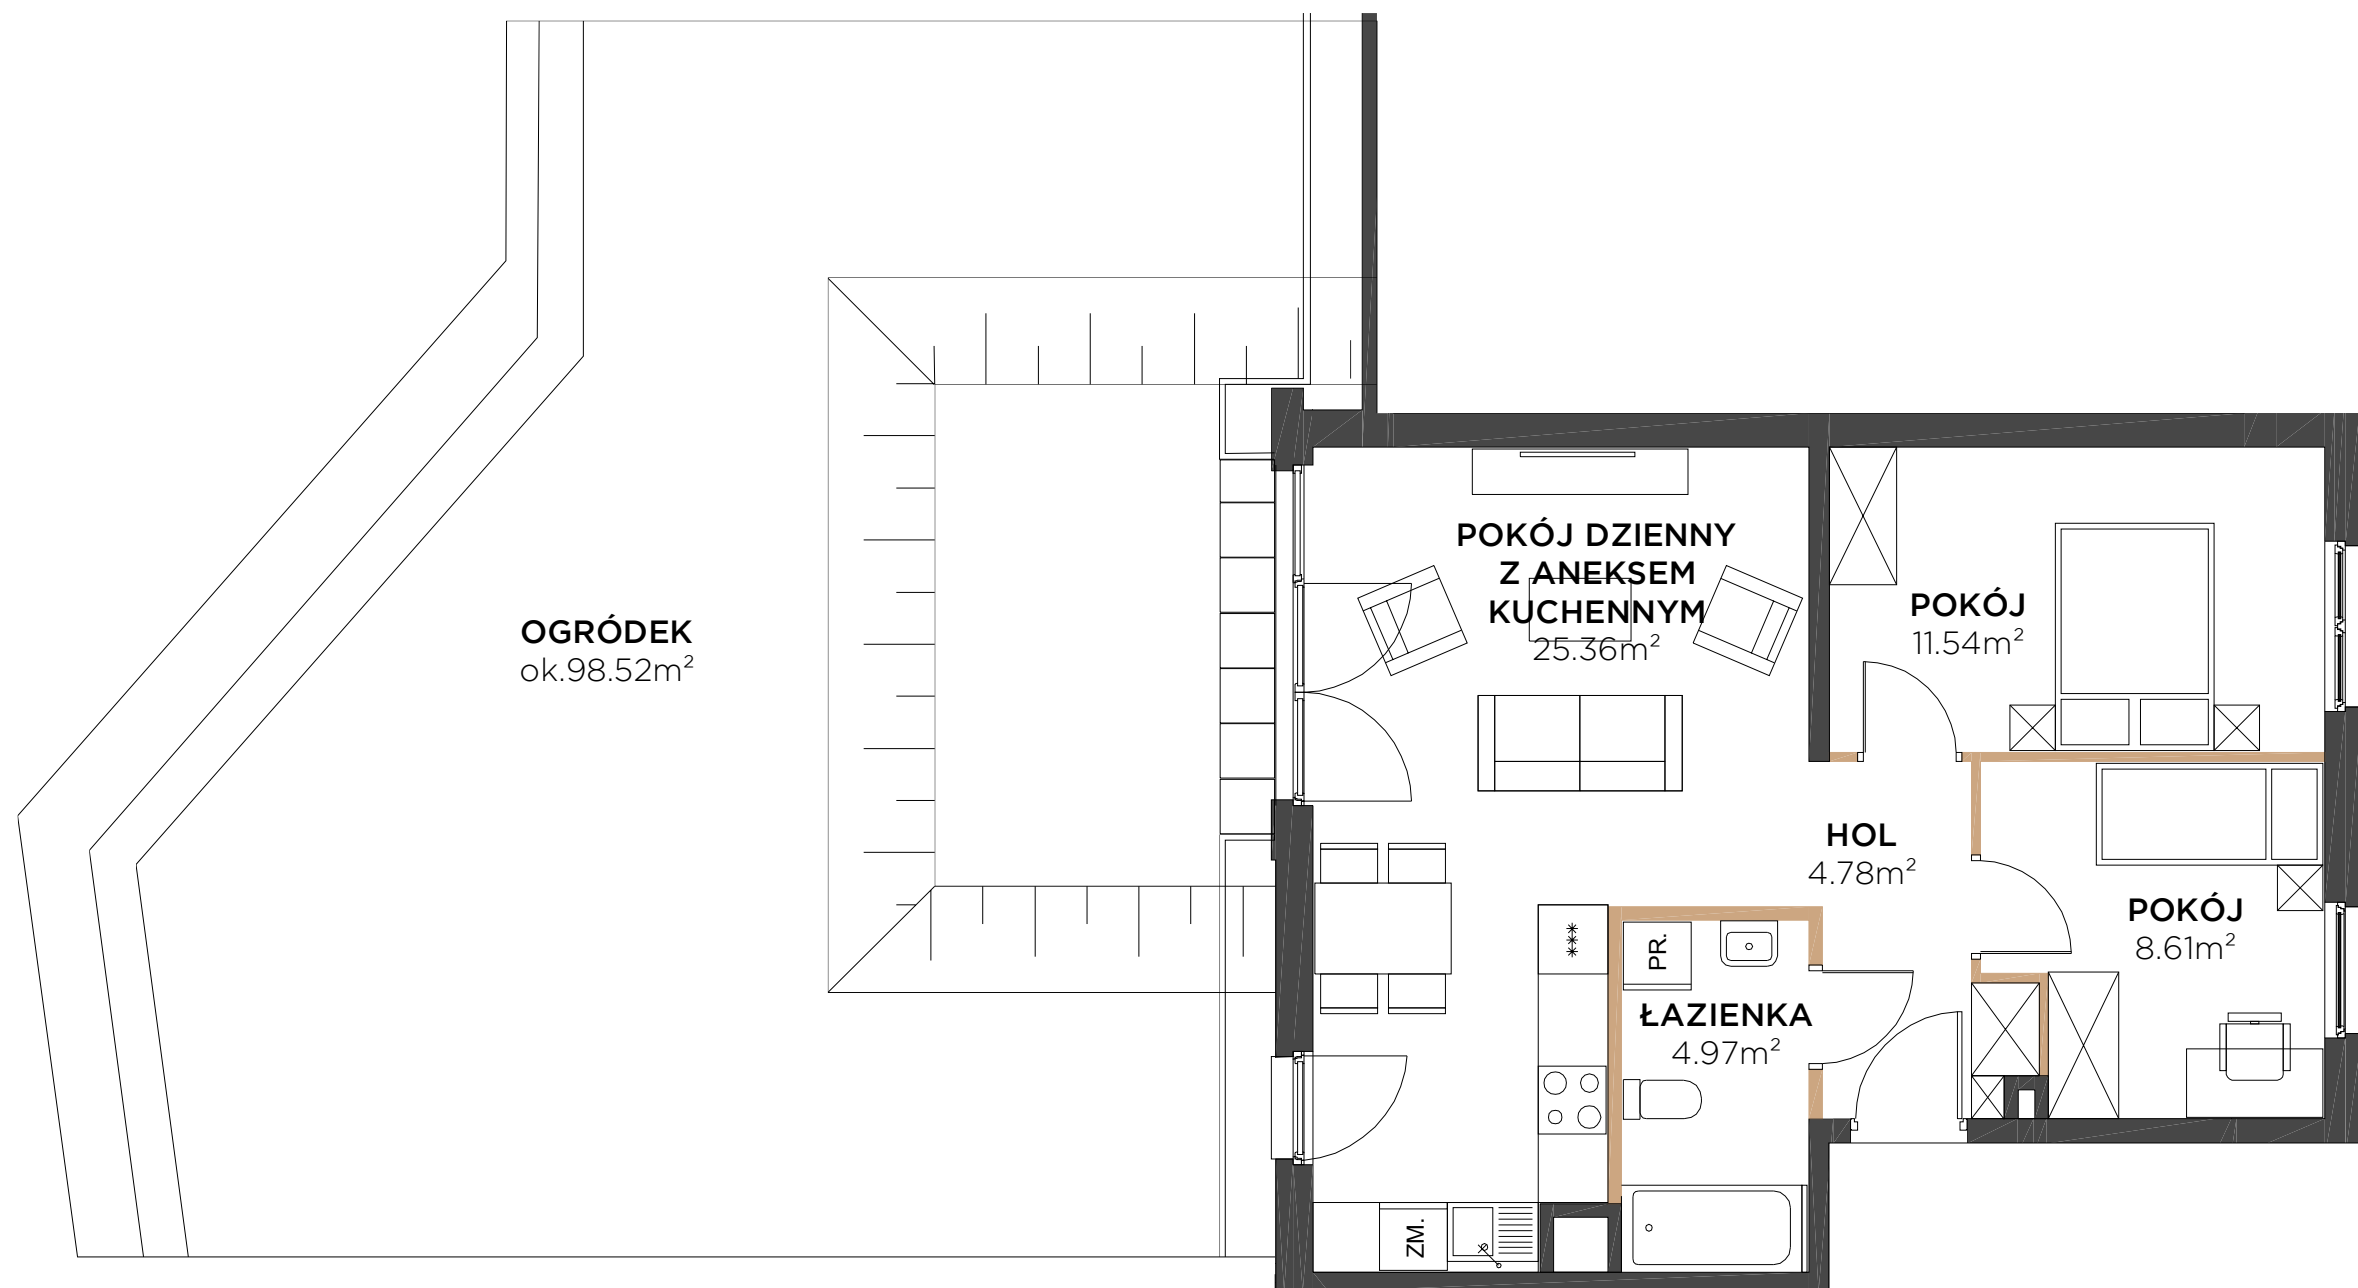 OGRÓDEK
ok.98.52m²
POKÓJ DZIENNY
Z ANEKSEM
KUCHENNYM
25.36m²
POKÓJ
11.54m²
HOL
4.78m²
POKÓJ
8.61m²
PR.
ŁAZIENKA
4.97m²
ZM.